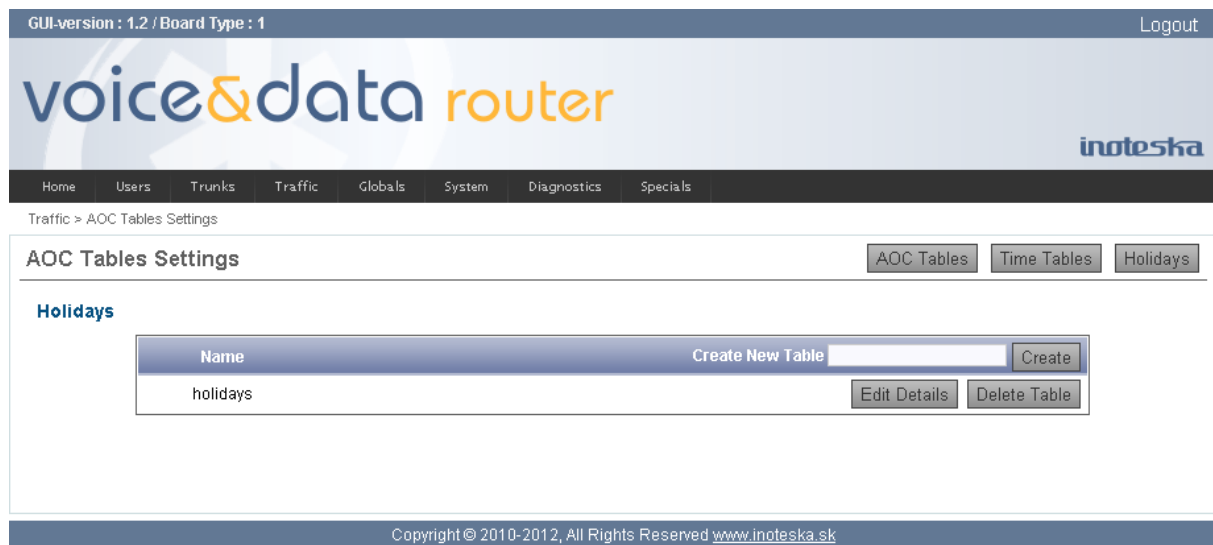 GUI-version : 1.2 / Board Type : 1 Logout
voice&data router
inoteska
Home Users Trunks Traffic Globals System Diagnostics Specials
Traffic > AOC Tables Settings
AOC Tables Settings AOC Tables Time Tables Holidays
Holidays
Name Create New Table Create
holidays Edit Details Delete Table
Copyright © 2010-2012, All Rights Reserved www.inoteska.sk